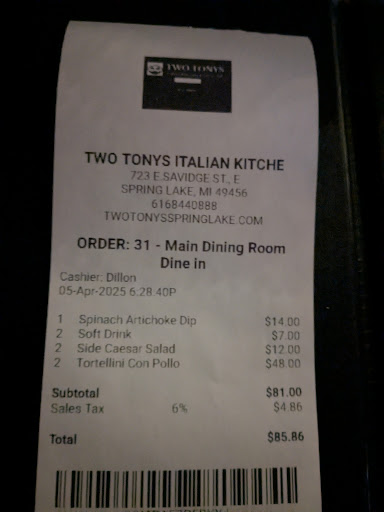 TWO TONYS
TWO TONYS ITALIAN KITCHE
723 E.SAVIDGE ST., E
SPRING LAKE, MI 49456
6168440888
TWOTONYSSPRINGLAKE.COM
ORDER: 31 - Main Dining Room
Dine in
Cashier: Dillon
05-Apr-2025 6:28:40P
1 Spinach Artichoke Dip $14.00
2 Soft Drink $7.00
2 Side Caesar Salad $12.00
2 Tortellini Con Pollo $48.00
Subtotal $81.00
Sales Tax 6% $4.86
Total $85.86